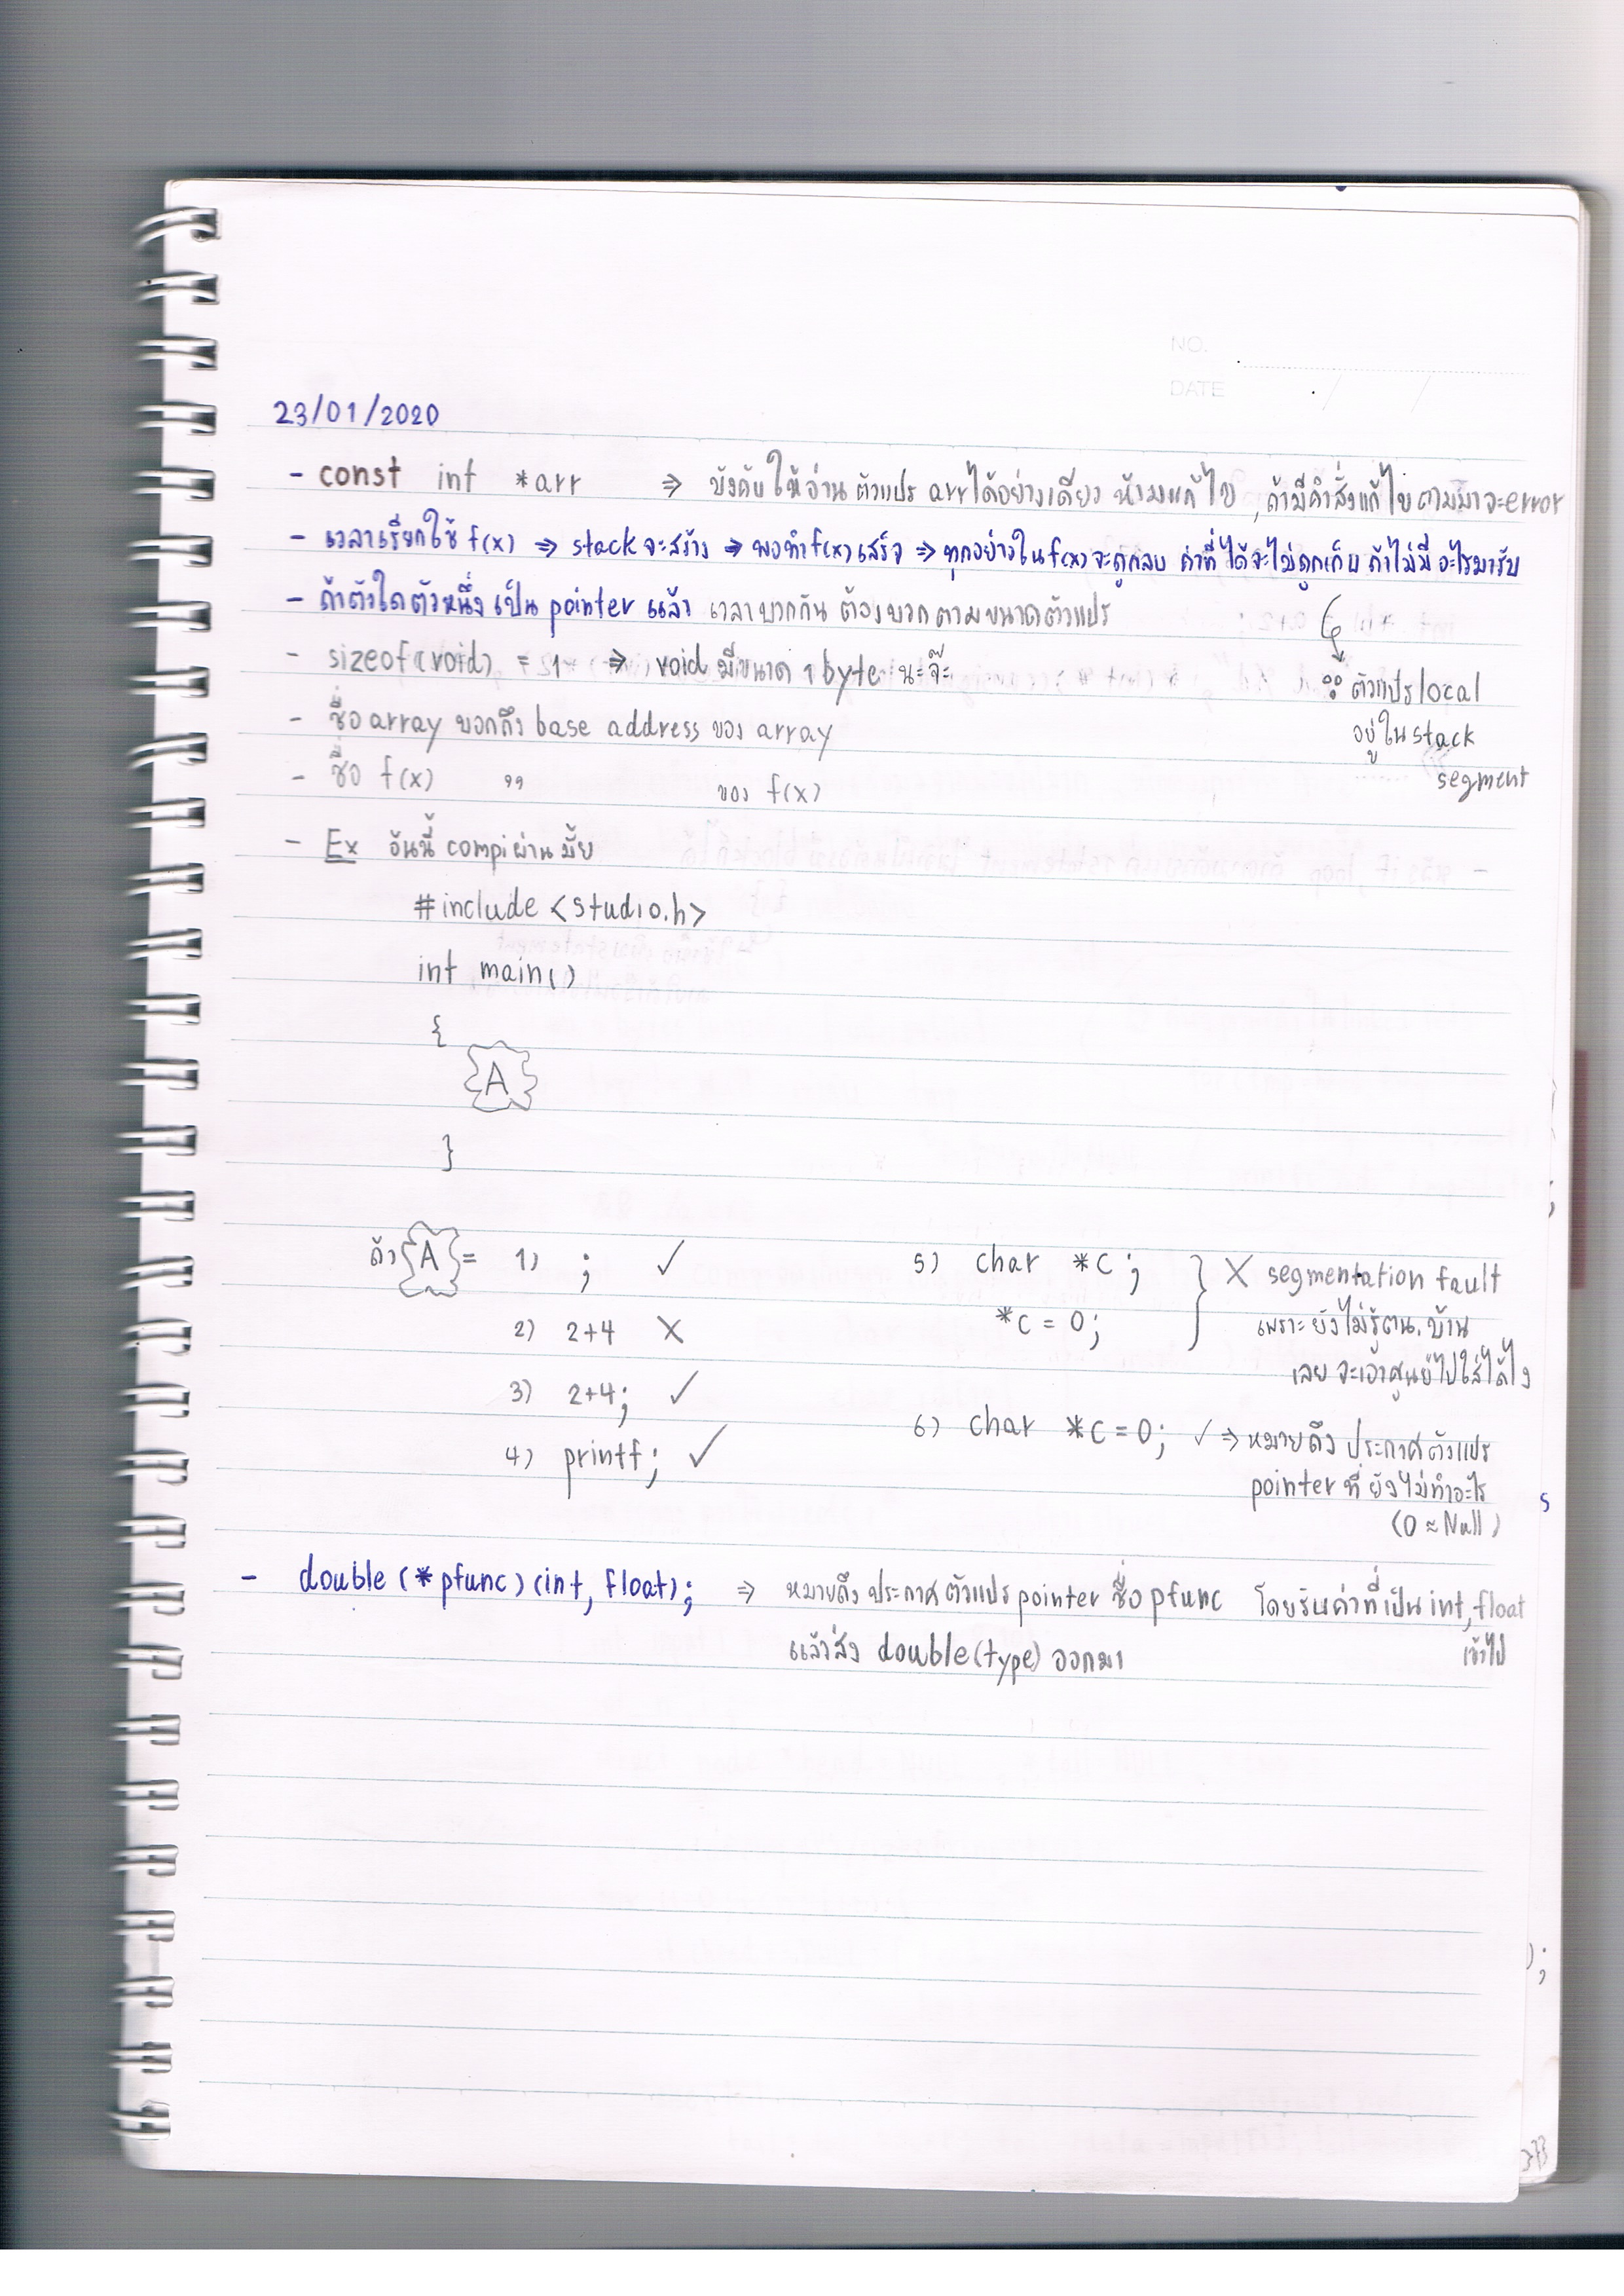 NO.
DATE / /
23/01/2020
- const int *arr ⇒ บังคับให้อ่าน ตัวแปร arr ได้อย่างเดียว ห้ามแก้ไข, ถ้ามีคำสั่งแก้ไขตามมาจะ error
- เวลาเรียกใช้ f(x) ⇒ stack จะสร้าง ⇒ พอทำ f(x) เสร็จ ⇒ ทุกอย่างใน f(x) จะถูกลบ ค่าที่ได้จะไม่ถูกเก็บ ถ้าไม่มีอะไรมารับ
- ถ้าตัวใดตัวหนึ่งเป็น pointer แล้ว เวลาบวกกัน ต้องบวกตามขนาดตัวแปร
- sizeof(void) = 1 ⇒ void มีขนาด 1 byte นะจ๊ะ
∴ ตัวแปร local
อยู่ใน stack
segment
- ชื่อ array บอกถึง base address ของ array
- ชื่อ f(x) " ของ f(x)
- Ex อันนี้ compi ผ่านมั้ย
#include <studio.h>
int main()
{
A
}
ถ้า A = 1) ; ✓
2) 2+4 X
3) 2+4; ✓
4) printf; ✓
5) char *c;
*c = 0;
} X segmentation fault
เพราะยังไม่รู้ตน.บ้าน
เลย จะเอาศูนย์ไปใส่ได้ไง
6) char *c = 0; ✓ ⇒ หมายถึง ประกาศตัวแปร
pointer ที่ยังไม่ทำอะไร
(0 ≈ Null)
- double (*pfunc)(int, float); ⇒ หมายถึง ประกาศตัวแปร pointer ชื่อ pfunc โดยรับค่าที่เป็น int, float
เข้าไป
แล้วส่ง double(type) ออกมา